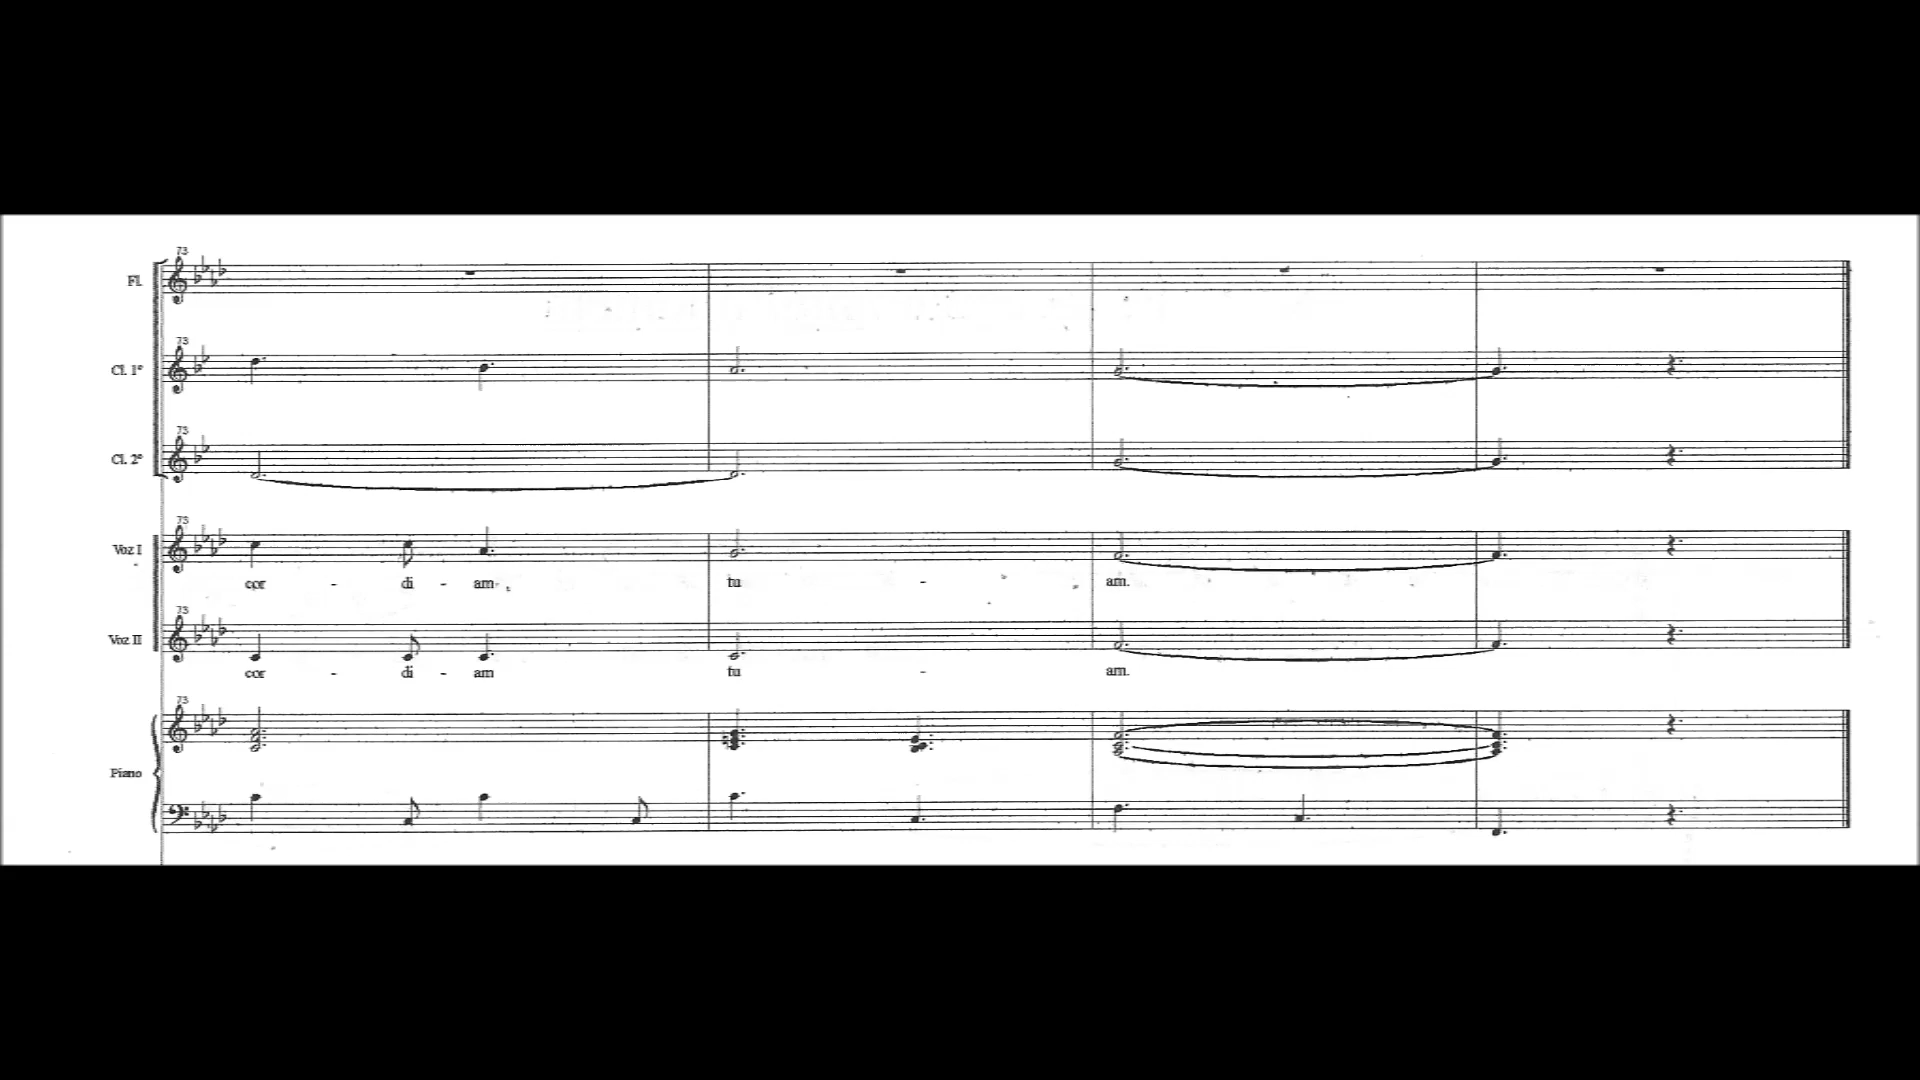 73
Fl.
73
Cl. 1º
73
Cl. 2º
73
Voz I
cor - di - am, tu - am.
73
Voz II
cor - di - am tu - am.
73
Piano